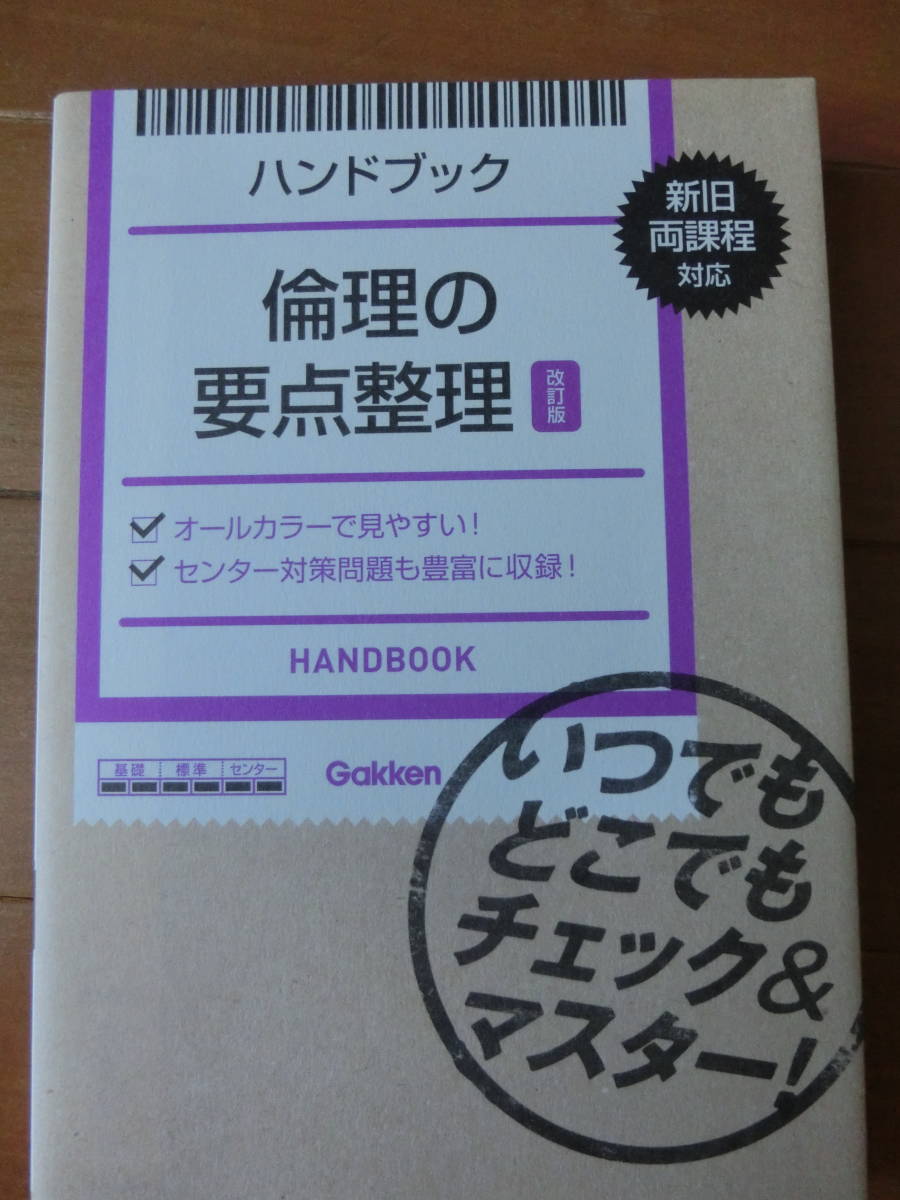 ハンドブック
新旧
両課程
対応
倫理の
要点整理
改訂版
オールカラーで見やすい!
センター対策問題も豊富に収録!
HANDBOOK
基礎 標準 センター
Gakken
いつでも
どこでも
チェック&
マスター!